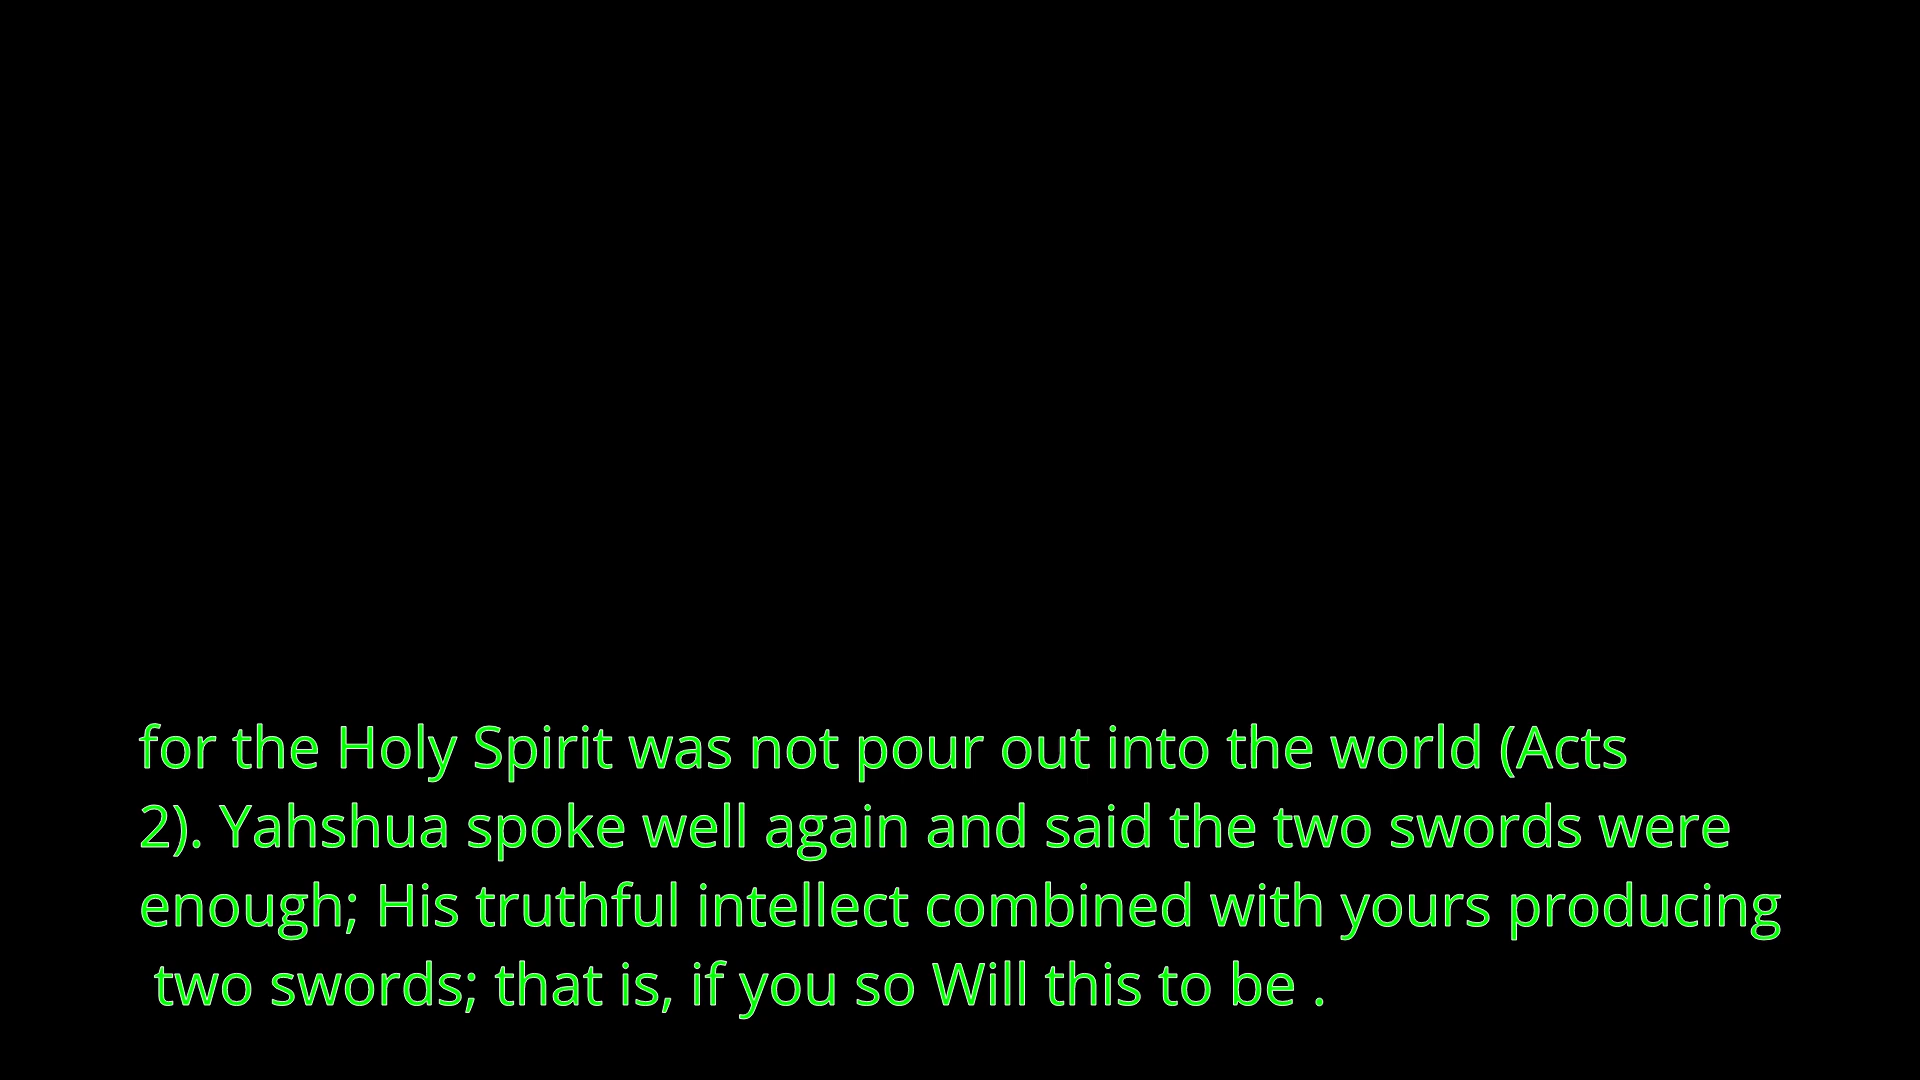 for the Holy Spirit was not pour out into the world (Acts
2). Yahshua spoke well again and said the two swords were
enough; His truthful intellect combined with yours producing
two swords; that is, if you so Will this to be .